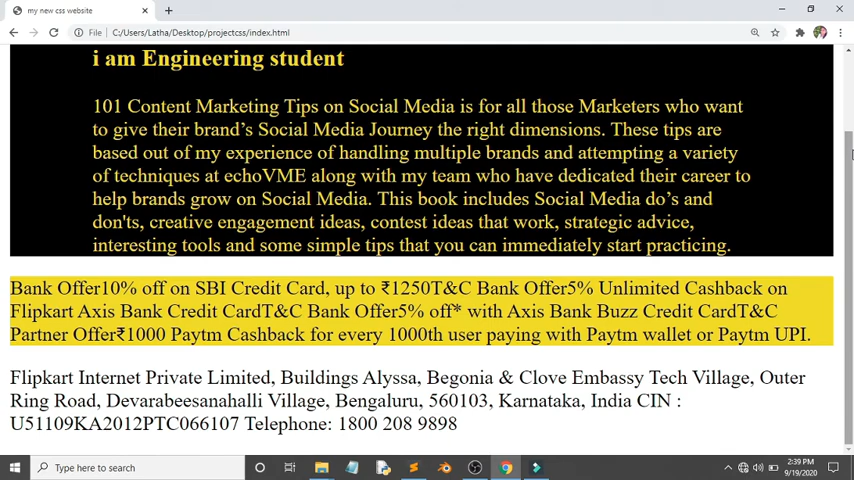 my new css website
File
C:/Users/Latha/Desktop/projectcss/index.html
i am Engineering student
101 Content Marketing Tips on Social Media is for all those Marketers who want
to give their brand’s Social Media Journey the right dimensions. These tips are
based out of my experience of handling multiple brands and attempting a variety
of techniques at echoVME along with my team who have dedicated their career to
help brands grow on Social Media. This book includes Social Media do’s and
don'ts, creative engagement ideas, contest ideas that work, strategic advice,
interesting tools and some simple tips that you can immediately start practicing.
Bank Offer10% off on SBI Credit Card, up to ₹1250T&C Bank Offer5% Unlimited Cashback on
Flipkart Axis Bank Credit CardT&C Bank Offer5% off* with Axis Bank Buzz Credit CardT&C
Partner Offer₹1000 Paytm Cashback for every 1000th user paying with Paytm wallet or Paytm UPI.
Flipkart Internet Private Limited, Buildings Alyssa, Begonia & Clove Embassy Tech Village, Outer
Ring Road, Devarabeesanahalli Village, Bengaluru, 560103, Karnataka, India CIN :
U51109KA2012PTC066107 Telephone: 1800 208 9898
Type here to search
2:39 PM
9/19/2020